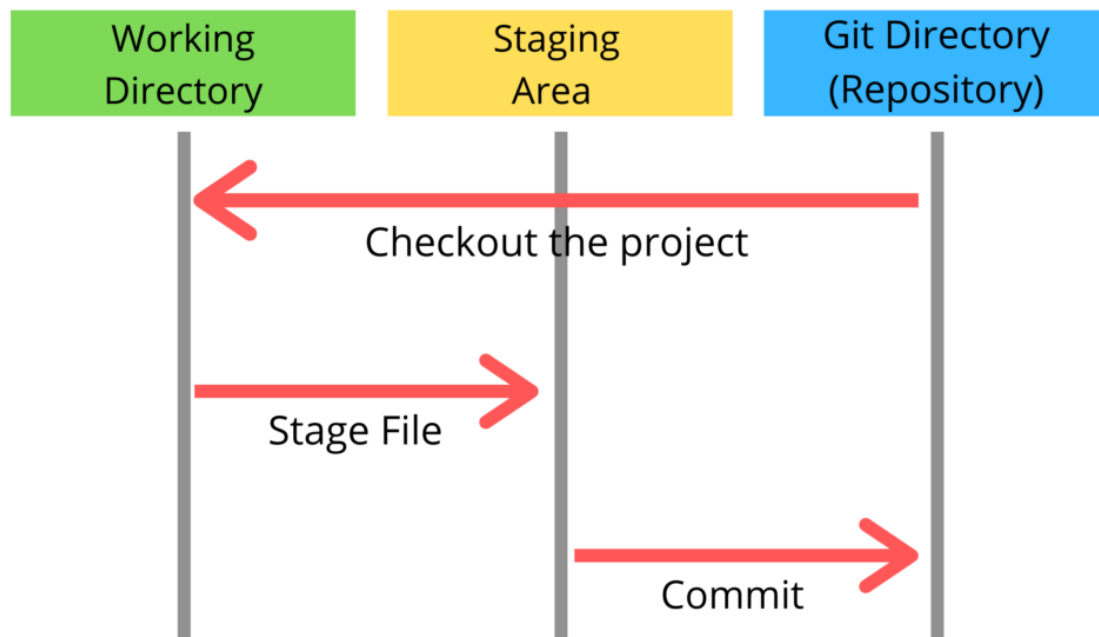 Working
Directory
Staging
Area
Git Directory
(Repository)
Checkout the project
Stage File
Commit